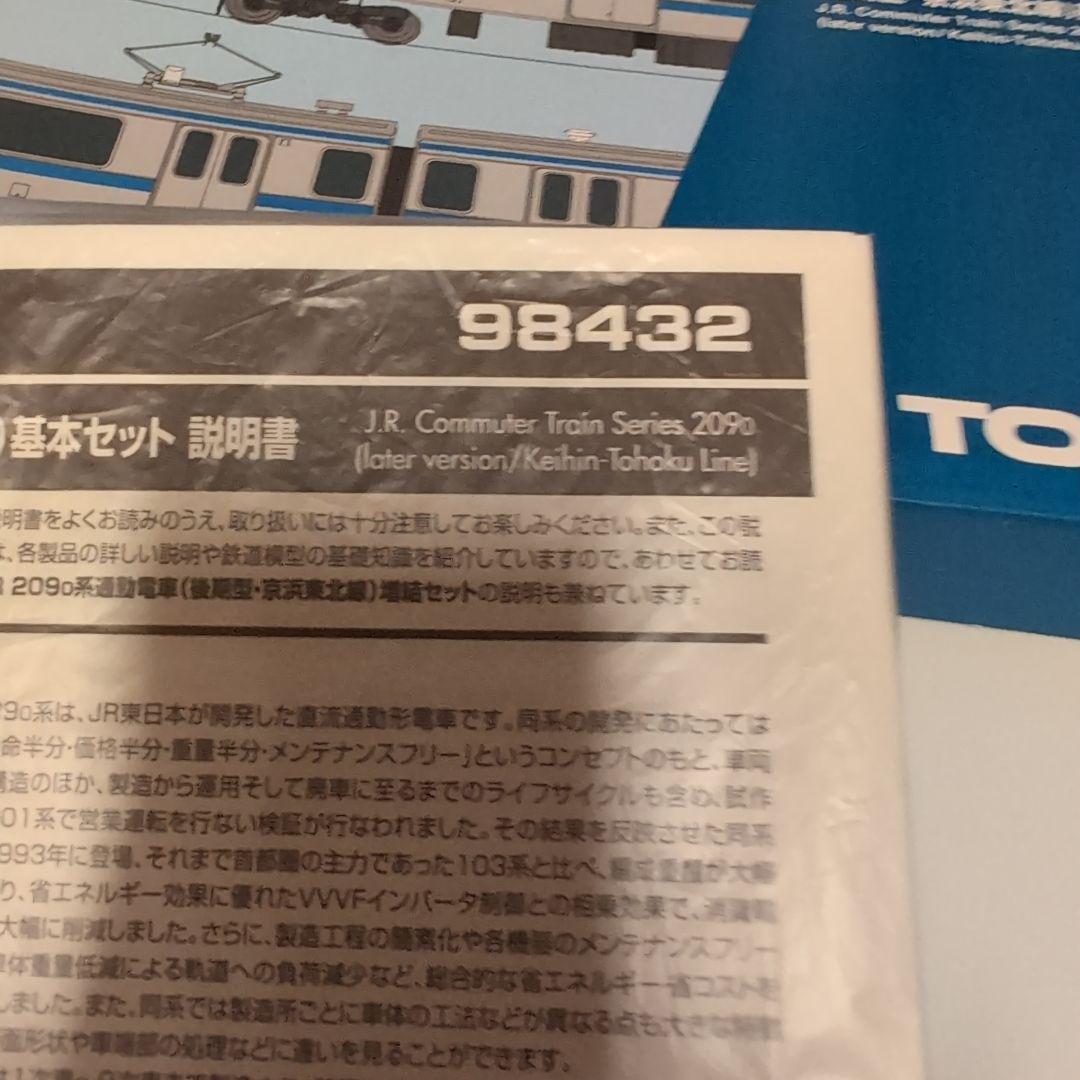 J.R. Commuter Train Series
(later version/Keihin-Tohoku
98432
)基本セット 説明書
J.R. Commuter Train Series 209₀
(later version/Keihin-Tohoku Line)
TO
明書をよくお読みのうえ、取り扱いには十分注意してお楽しみください。また、この説
は、各製品の詳しい説明や鉄道模型の基礎知識を紹介していますので、あわせてお読
R 209₀系通勤電車(後期型・京浜東北線)増結セットの説明も兼ねています。
29₀系は、JR東日本が開発した直流通勤形電車です。同系の開発にあたっては
命半分・価格半分・重量半分・メンテナンスフリー」というコンセプトのもと、車両
構造のほか、製造から運用そして廃車に至るまでのライフサイクルも含め、試作
01系で営業運転を行ない検証が行なわれました。その結果を反映させた同系
993年に登場、それまで首都圏の主力であった103系と比べ、編成重量が大幅
り、省エネルギー効果に優れたVVVFインバータ制御との相乗効果で、消費電
大幅に削減しました。さらに、製造工程の簡素化や各機器のメンテナンスフリー
車体重量低減による軌道への負荷減少など、総合的な省エネルギー・省コストを
しました。また、同系では製造所ごとに車体の工法などが異なる点も大きな特徴
面形状や車端部の処理などに違いを見ることができます。